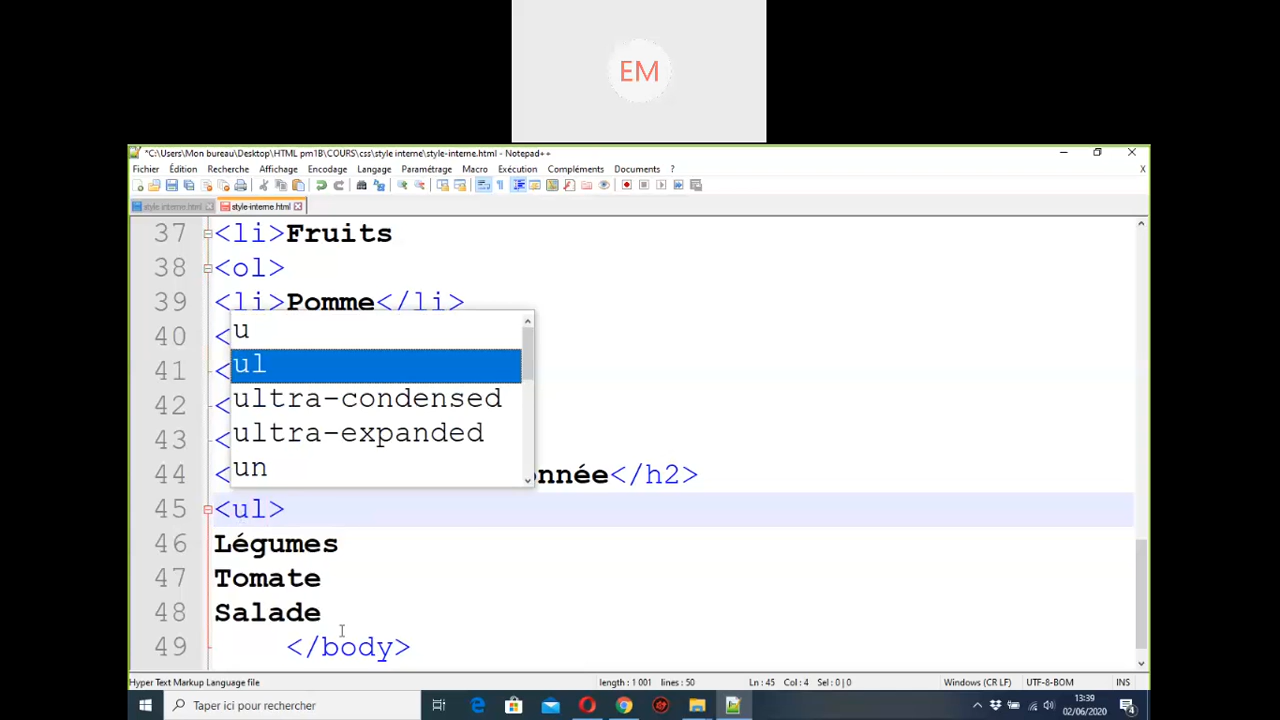 EM
*C:\Users\Mon bureau\Desktop\HTML pm1B\COURS\css\style interne\style-interne.html - Notepad++
Fichier Édition Recherche Affichage Encodage Langage Paramétrage Macro Exécution Compléments Documents ? X
style interne.html style-interne.html
37 <li>Fruits
38 <ol>
39 <li>Pomme</li>
40 <
u
41 <
ul
42 <
ultra-condensed
43 <
ultra-expanded
44 < onnée</h2>
un
45 <ul>
46 Légumes
47 Tomate
48 Salade
49 </body>
Hyper Text Markup Language file length : 1 001 lines : 50 Ln : 45 Col : 4 Sel : 0 | 0 Windows (CR LF) UTF-8-BOM INS
Taper ici pour rechercher
13:39
02/06/2020
4